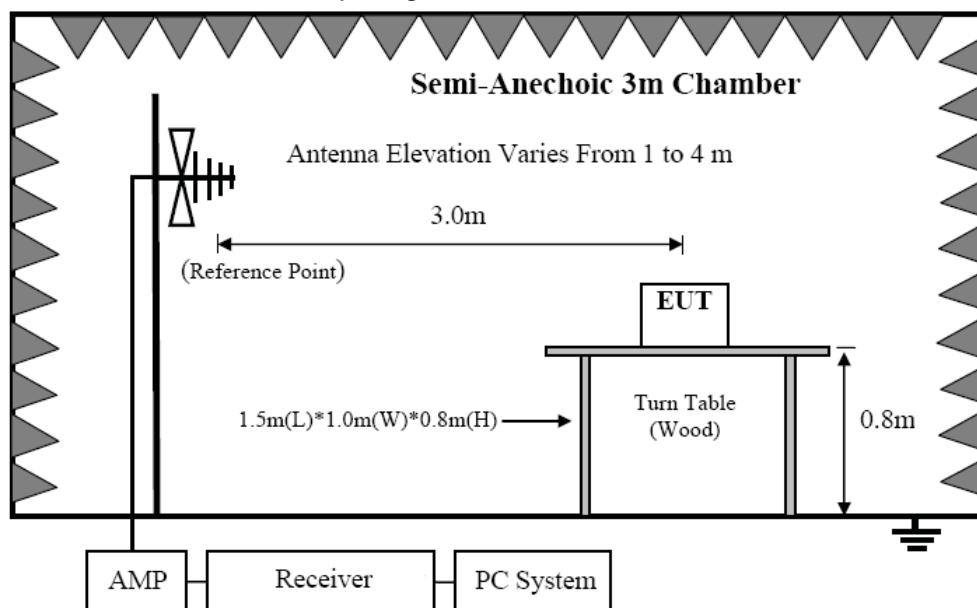 Semi-Anechoic 3m Chamber
Antenna Elevation Varies From 1 to 4 m
3.0m
(Reference Point)
EUT
1.5m(L)*1.0m(W)*0.8m(H)
Turn Table
(Wood)
0.8m
AMP
Receiver
PC System